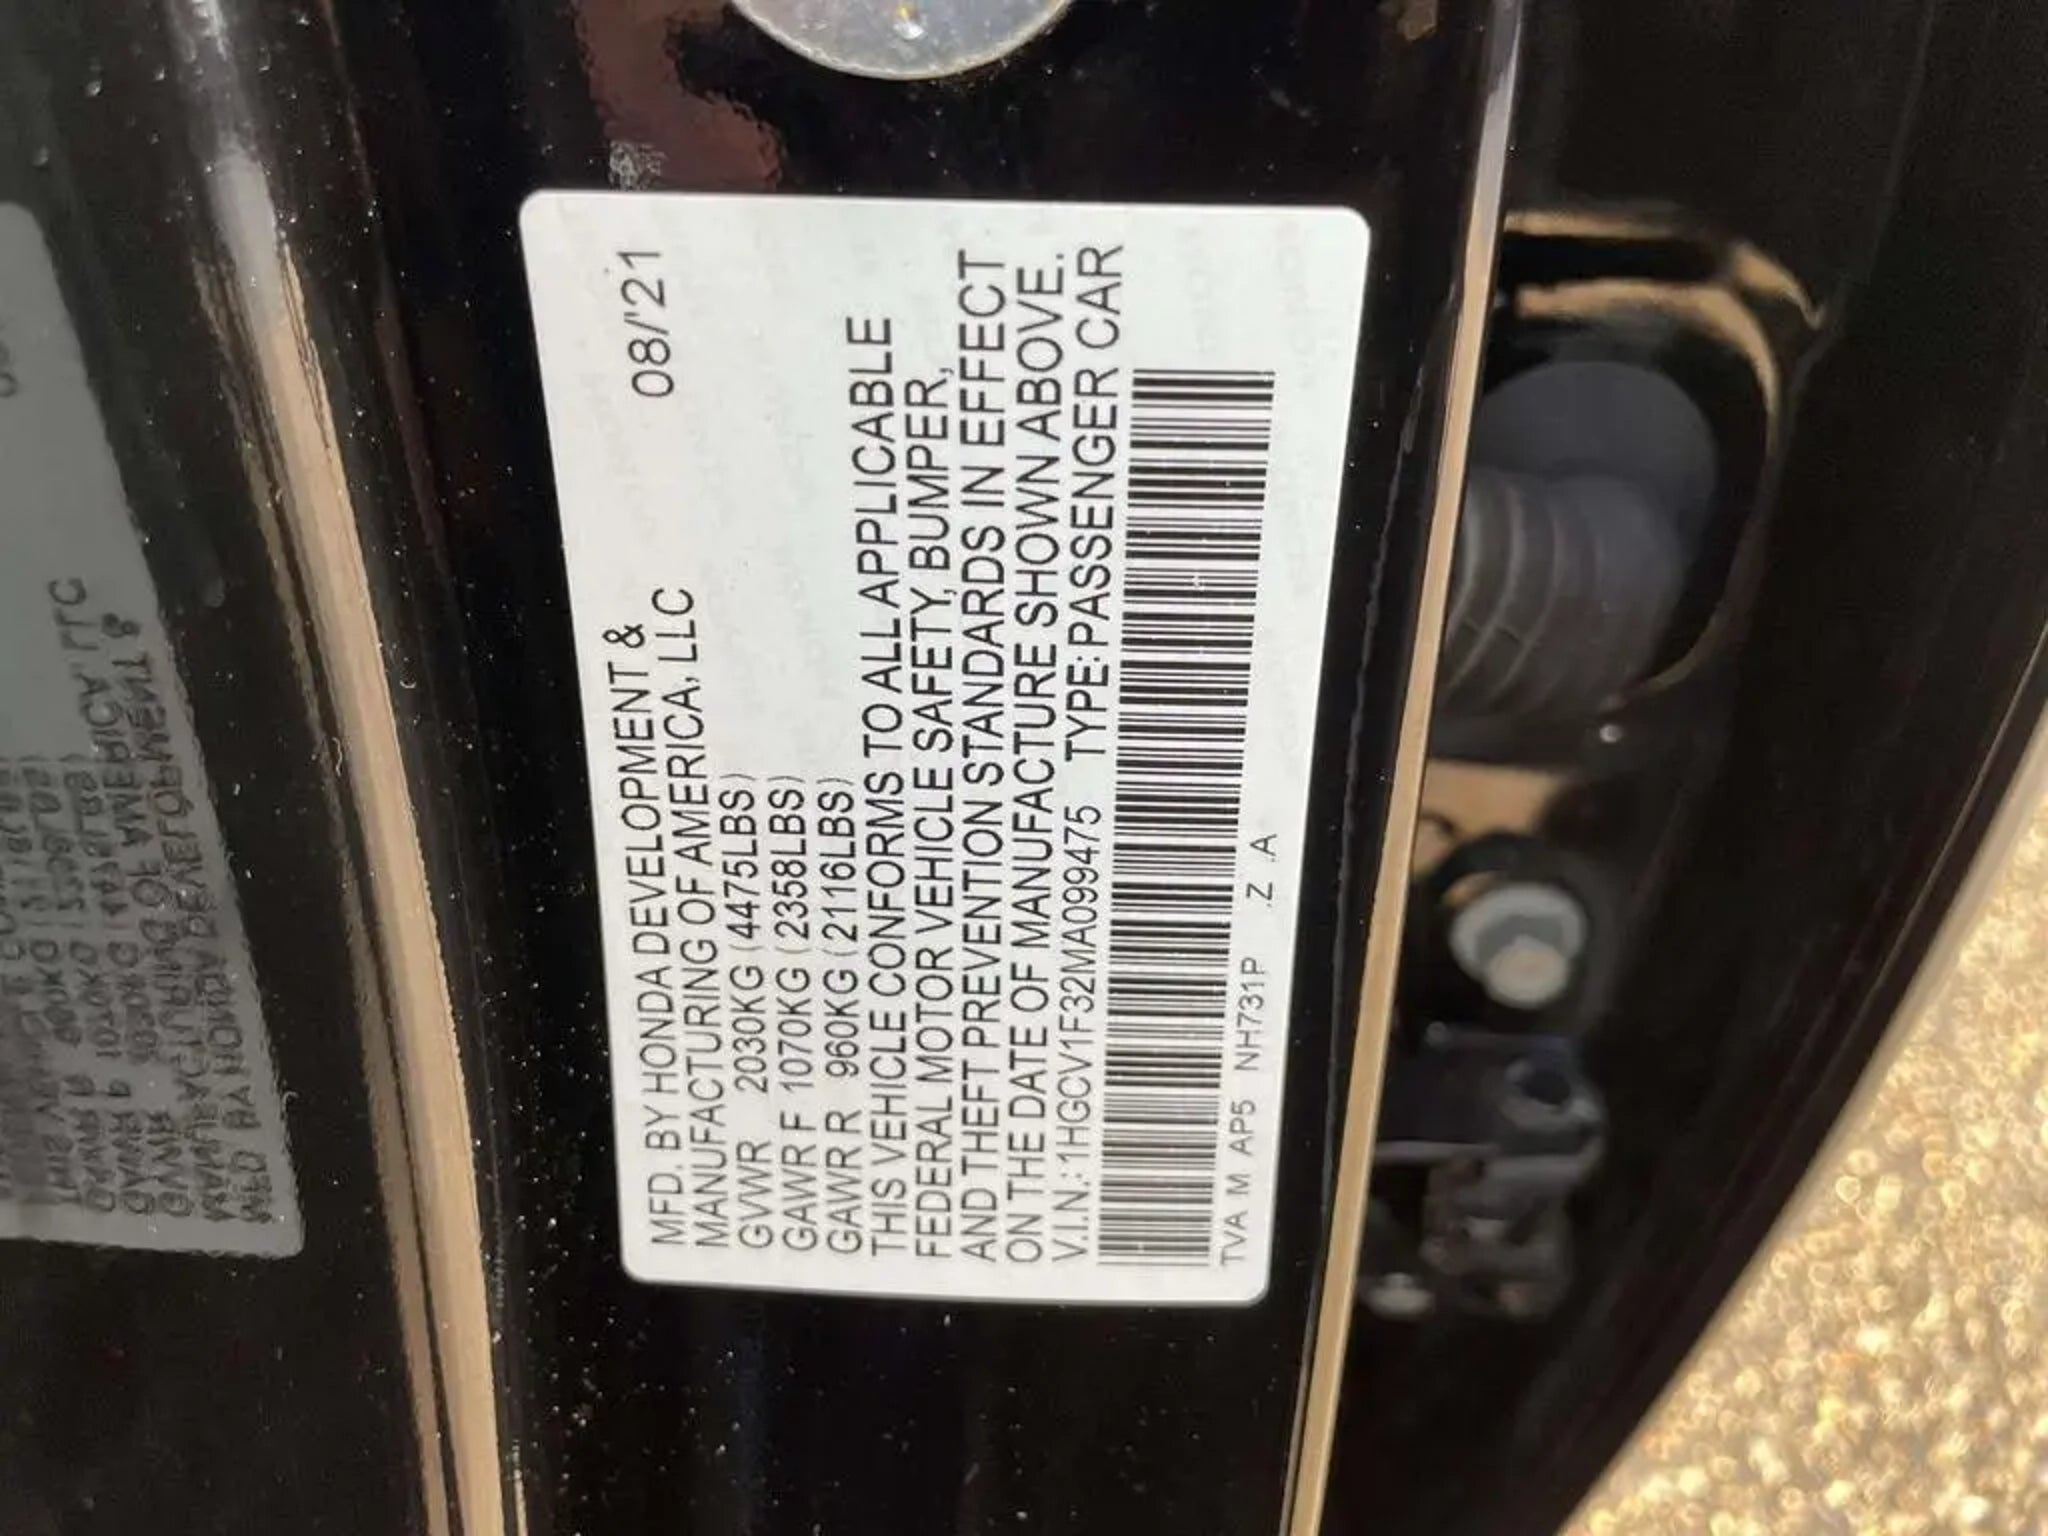 MFD. BY HONDA DEVELOPMENT & 08/'21
MANUFACTURING OF AMERICA, LLC
GVWR 2030KG (4475LBS)
GAWR F 1070KG (2358LBS)
GAWR R 960KG (2116LBS)
THIS VEHICLE CONFORMS TO ALL APPLICABLE
FEDERAL MOTOR VEHICLE SAFETY, BUMPER,
AND THEFT PREVENTION STANDARDS IN EFFECT
ON THE DATE OF MANUFACTURE SHOWN ABOVE.
V.I.N.: 1HGCV1F32MA099475 TYPE: PASSENGER CAR
TVA M AP5 NH731P .Z .A